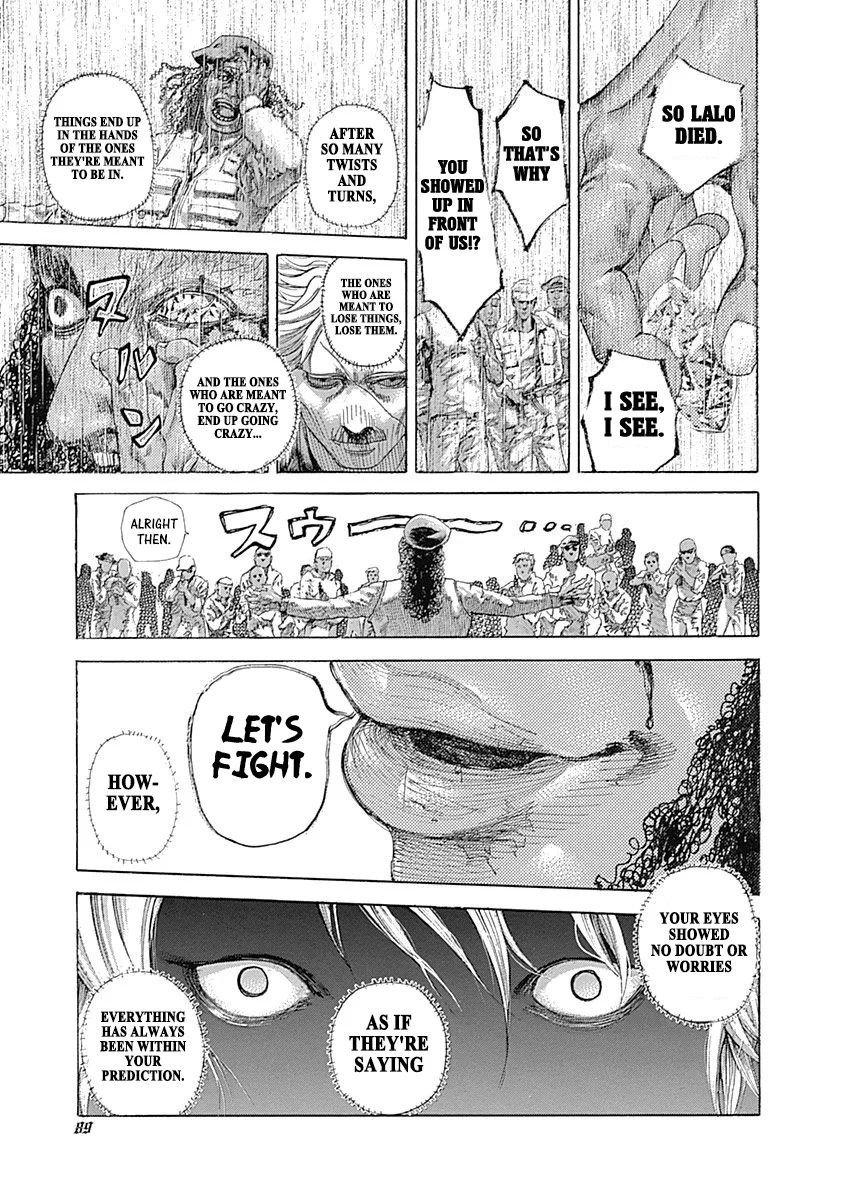 SO LALO
DIED.
I SEE,
I SEE.
SO
THAT'S
WHY
YOU
SHOWED
UP IN
FRONT
OF US!?
AFTER
SO MANY
TWISTS
AND
TURNS,
THINGS END UP
IN THE HANDS
OF THE ONES
THEY'RE MEANT
TO BE IN.
THE ONES
WHO ARE
MEANT TO
LOSE THINGS,
LOSE THEM.
AND THE ONES
WHO ARE MEANT
TO GO CRAZY,
END UP GOING
CRAZY...
ヌルン
ALRIGHT
THEN.
スゥ──...
LET'S
FIGHT.
HOW-
EVER,
YOUR EYES
SHOWED
NO DOUBT OR
WORRIES
AS IF
THEY'RE
SAYING
EVERYTHING
HAS ALWAYS
BEEN WITHIN
YOUR
PREDICTION.
89